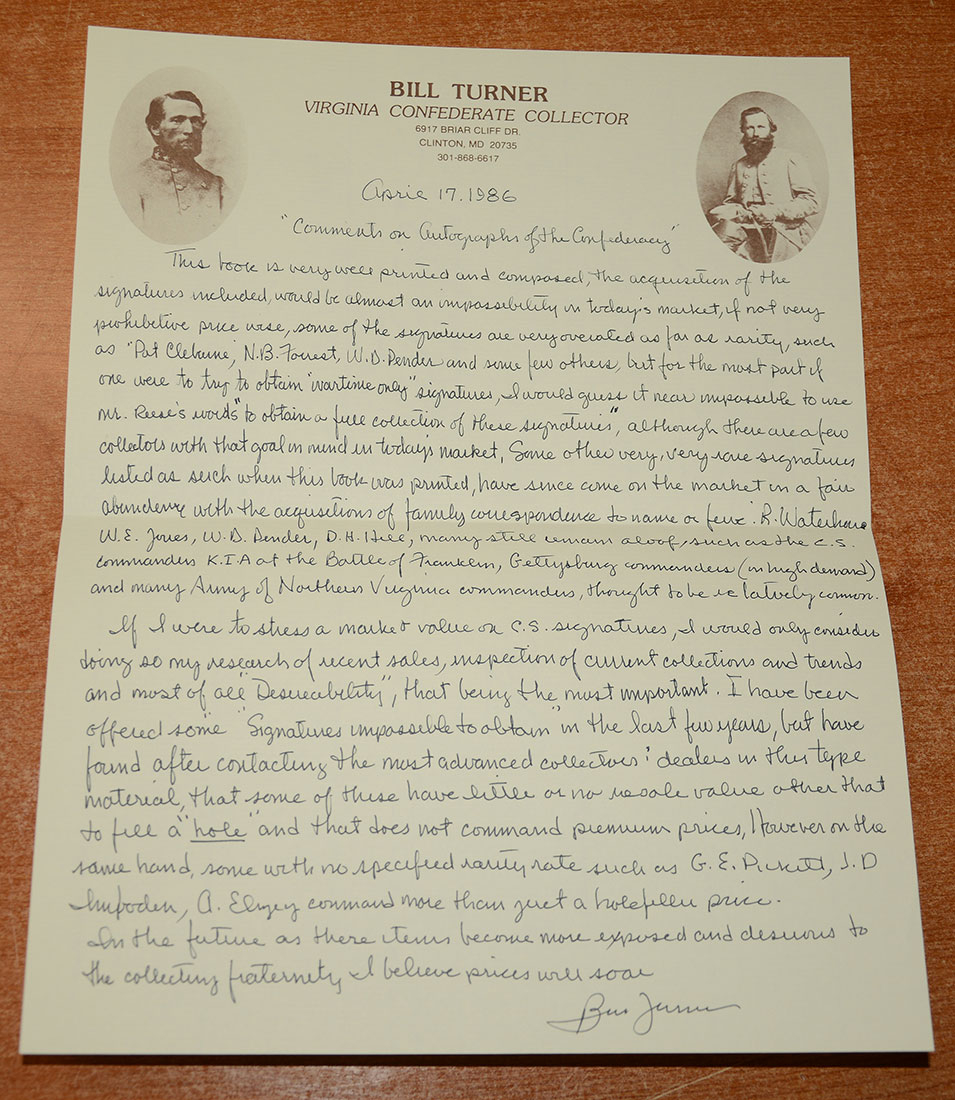 BILL TURNER
VIRGINIA CONFEDERATE COLLECTOR
6917 BRIAR CLIFF DR.
CLINTON, MD 20735
301-868-6617
April 17, 1986
"Comments on Autographs of the Confederacy"
This book is very well printed and composed, the acquisition of the
signatures included, would be almost an impossibility in today's market, if not very
prohibitive price wise, some of the signatures are very overated as far as rarity, such
as "Pat Cleburne", N.B. Forrest, W.D. Pender and some few others, but for the most part if
one were to try to obtain "wartime only" signatures, I would guess it near impossible to use
Mr. Reese's words "to obtain a full collection of these signatures", although there are a few
collectors with that goal in mind in today's market. Some other very, very rare signatures
listed as such when this book was printed, have since come on the market in a fair
abundency with the acquisitions of family correspondence to name a few: R. Waterhouse
W.E. Jones, W.D. Pender, D.H. Hill, many still remain aloof, such as the C.S.
commanders K.I.A at the Battle of Franklin, Gettysburg commanders (in high demand)
and many Army of Northern Virginia commanders, thought to be relatively common.
If I were to stress a market value on C.S. signatures, I would only consider
doing so my research of recent sales, inspection of current collections and trends
and most of all "Desireability", that being the most important. I have been
offered some "Signatures impossible to obtain" in the last few years, but have
found after contacting the most advanced collectors & dealers in this type
material, that some of these have little or no resale value other that
to fill a "hole" and that does not command premium prices, However on the
same hand, some with no specified rarity rate such as G.E. Pickett, J.D
Imboden, A. Elzey command more than just a holefiller price.
In the future as these items become more exposed and desirous to
the collecting fraternity, I believe prices will soar
Bill Turner